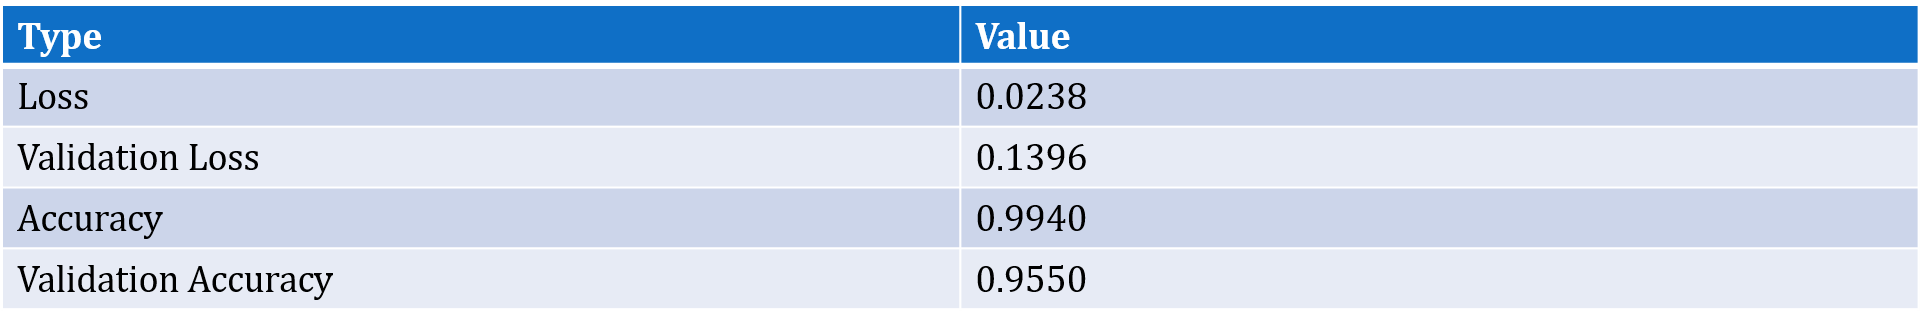 Type Value
Loss 0.0238
Validation Loss 0.1396
Accuracy 0.9940
Validation Accuracy 0.9550